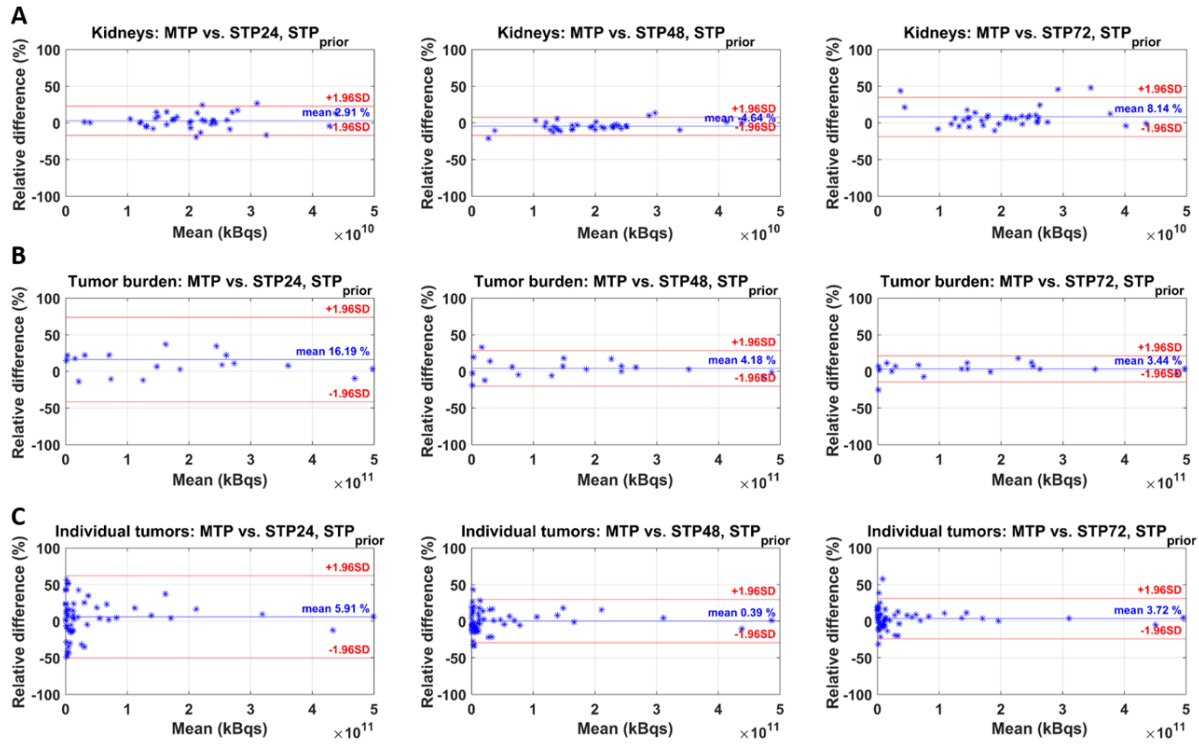 A
Kidneys: MTP vs. STP24, STPprior
Relative difference (%)
100
50
0
-50
-100
+1.96SD
mean 2.91 %
-1.96SD
0 1 2 3 4 5
Mean (kBqs)
×10^10
Kidneys: MTP vs. STP48, STPprior
Relative difference (%)
100
50
0
-50
-100
+1.96SD
mean -4.64 %
-1.96SD
0 1 2 3 4 5
Mean (kBqs)
×10^10
Kidneys: MTP vs. STP72, STPprior
Relative difference (%)
100
50
0
-50
-100
+1.96SD
mean 8.14 %
-1.96SD
0 1 2 3 4 5
Mean (kBqs)
×10^10
B
Tumor burden: MTP vs. STP24, STPprior
Relative difference (%)
100
50
0
-50
-100
+1.96SD
mean 16.19 %
-1.96SD
0 1 2 3 4 5
Mean (kBqs)
×10^11
Tumor burden: MTP vs. STP48, STPprior
Relative difference (%)
100
50
0
-50
-100
+1.96SD
mean 4.18 %
-1.96SD
0 1 2 3 4 5
Mean (kBqs)
×10^11
Tumor burden: MTP vs. STP72, STPprior
Relative difference (%)
100
50
0
-50
-100
+1.96SD
mean 3.44 %
-1.96SD
0 1 2 3 4 5
Mean (kBqs)
×10^11
C
Individual tumors: MTP vs. STP24, STPprior
Relative difference (%)
100
50
0
-50
-100
+1.96SD
mean 5.91 %
-1.96SD
0 1 2 3 4 5
Mean (kBqs)
×10^11
Individual tumors: MTP vs. STP48, STPprior
Relative difference (%)
100
50
0
-50
-100
+1.96SD
mean 0.39 %
-1.96SD
0 1 2 3 4 5
Mean (kBqs)
×10^11
Individual tumors: MTP vs. STP72, STPprior
Relative difference (%)
100
50
0
-50
-100
+1.96SD
mean 3.72 %
-1.96SD
0 1 2 3 4 5
Mean (kBqs)
×10^11